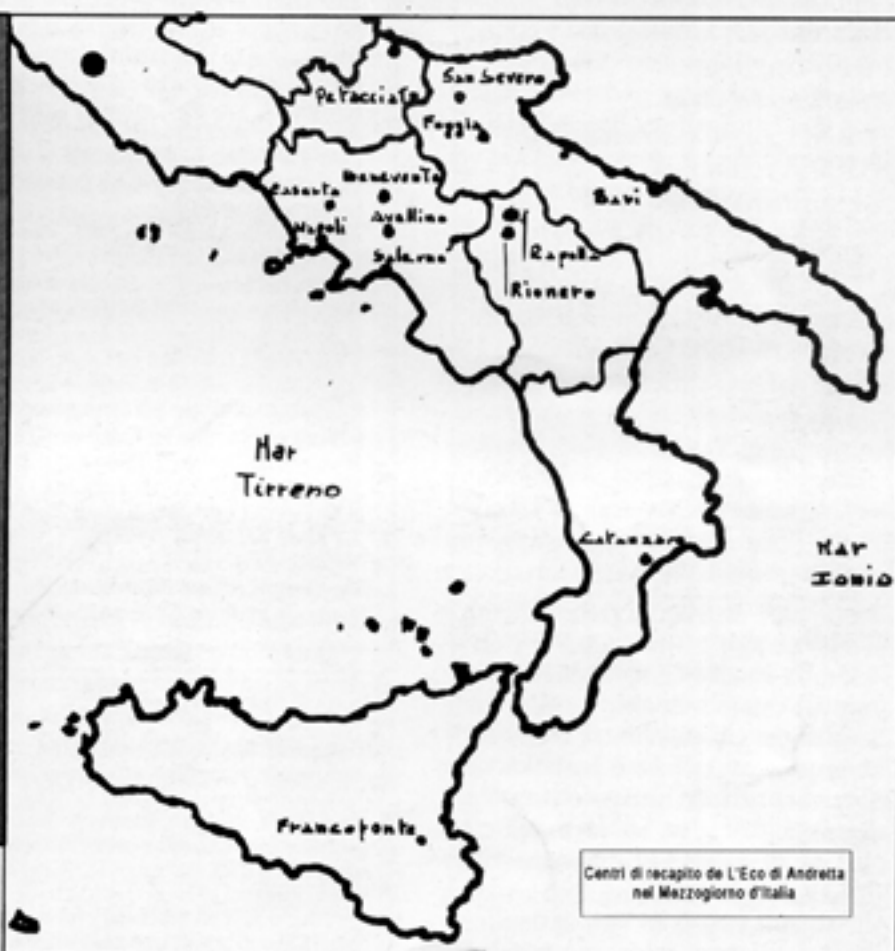 San Severo
Petacciato
Foggia
Benevento
Caserta
Bari
Avellino
Napoli
Salerno
Rapolla
Rionero
Mar
Tirreno
Catanzaro
Mar
Ionio
Francofonte
Centri di recapito de L'Eco di Andretta
nel Mezzogiorno d'Italia